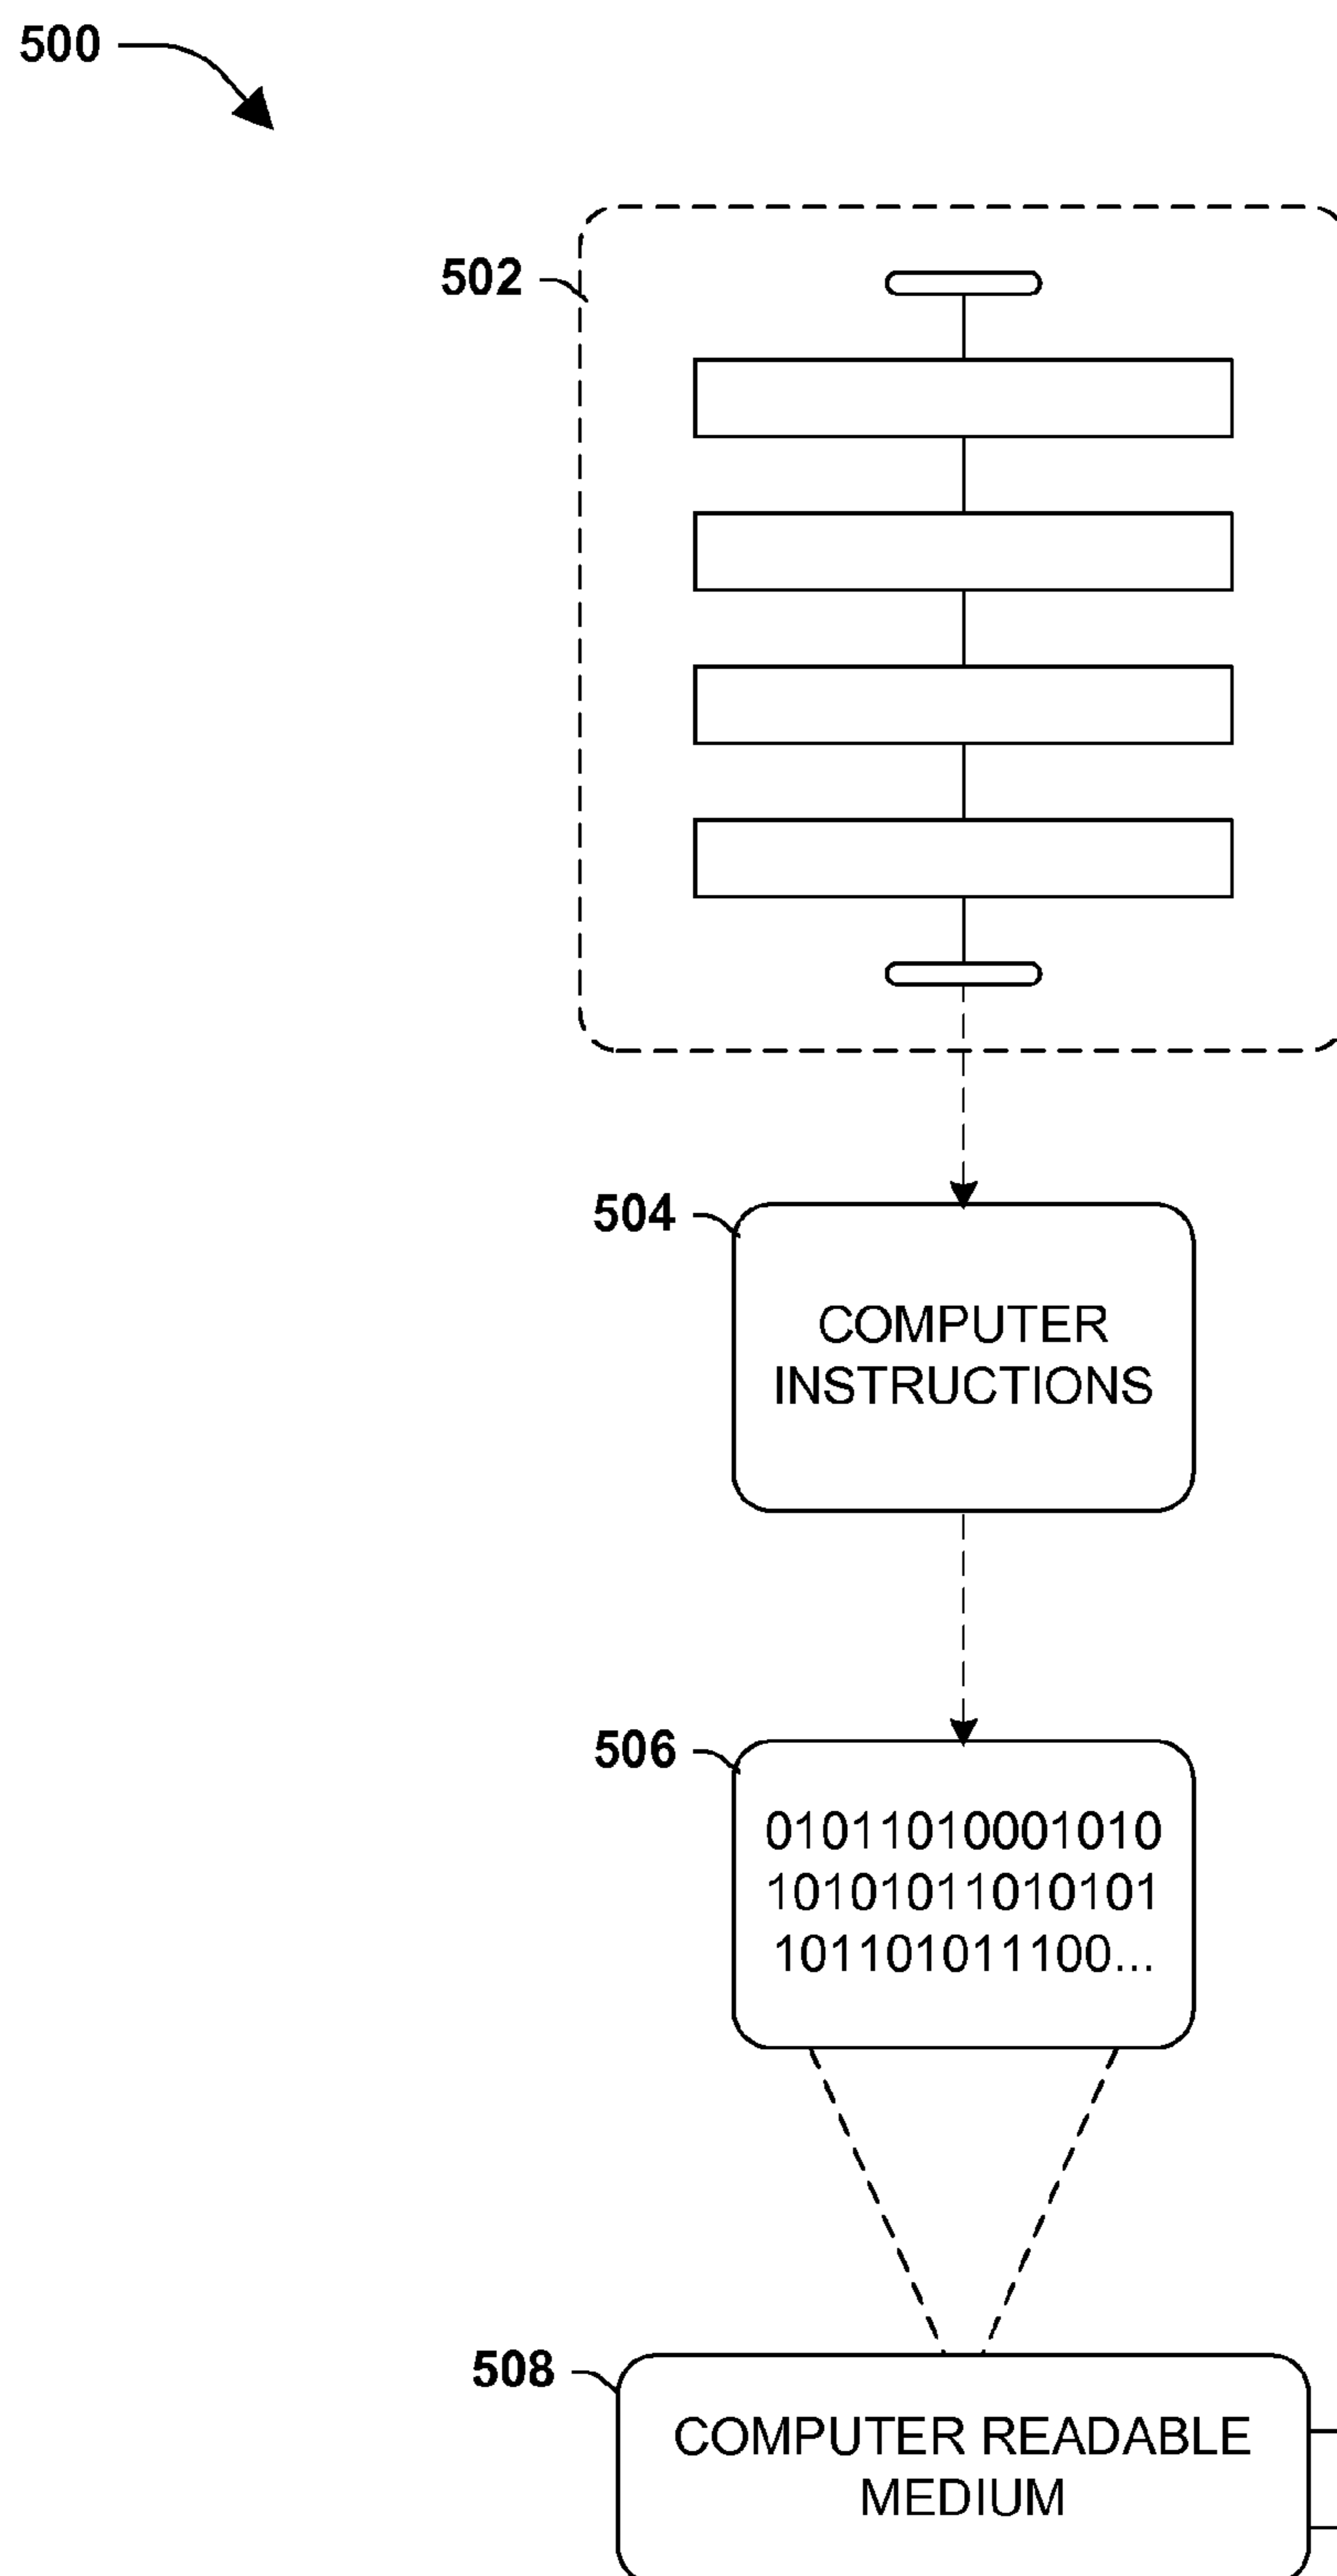 500
502
504
COMPUTER
INSTRUCTIONS
506
01011010001010
10101011010101
101101011100...
508
COMPUTER READABLE
MEDIUM